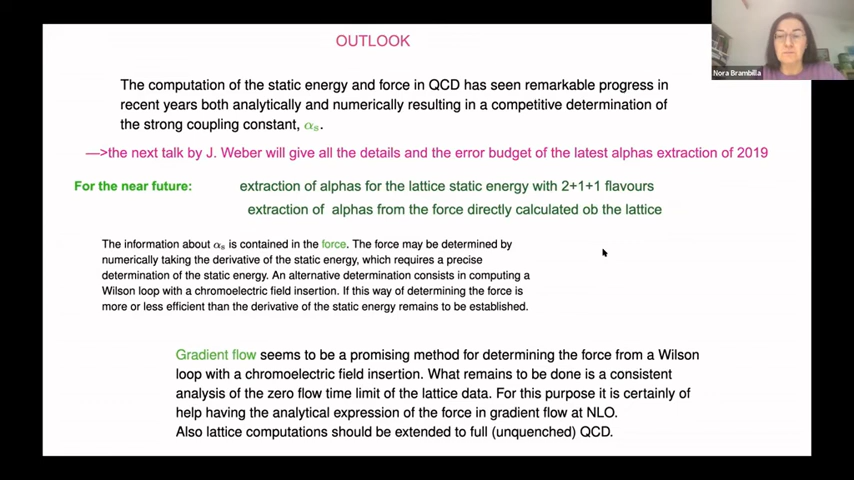 OUTLOOK
Nora Brambilla
The computation of the static energy and force in QCD has seen remarkable progress in
recent years both analytically and numerically resulting in a competitive determination of
the strong coupling constant, αs.
—>the next talk by J. Weber will give all the details and the error budget of the latest alphas extraction of 2019
For the near future: extraction of alphas for the lattice static energy with 2+1+1 flavours
extraction of alphas from the force directly calculated ob the lattice
The information about αs is contained in the force. The force may be determined by
numerically taking the derivative of the static energy, which requires a precise
determination of the static energy. An alternative determination consists in computing a
Wilson loop with a chromoelectric field insertion. If this way of determining the force is
more or less efficient than the derivative of the static energy remains to be established.
Gradient flow seems to be a promising method for determining the force from a Wilson
loop with a chromoelectric field insertion. What remains to be done is a consistent
analysis of the zero flow time limit of the lattice data. For this purpose it is certainly of
help having the analytical expression of the force in gradient flow at NLO.
Also lattice computations should be extended to full (unquenched) QCD.